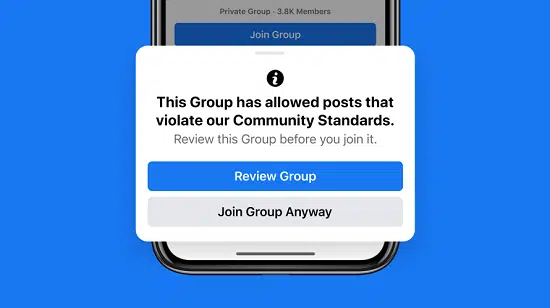 Private Group · 3.8K Members
Join Group
This Group has allowed posts that
violate our Community Standards.
Review this Group before you join it.
Review Group
Join Group Anyway